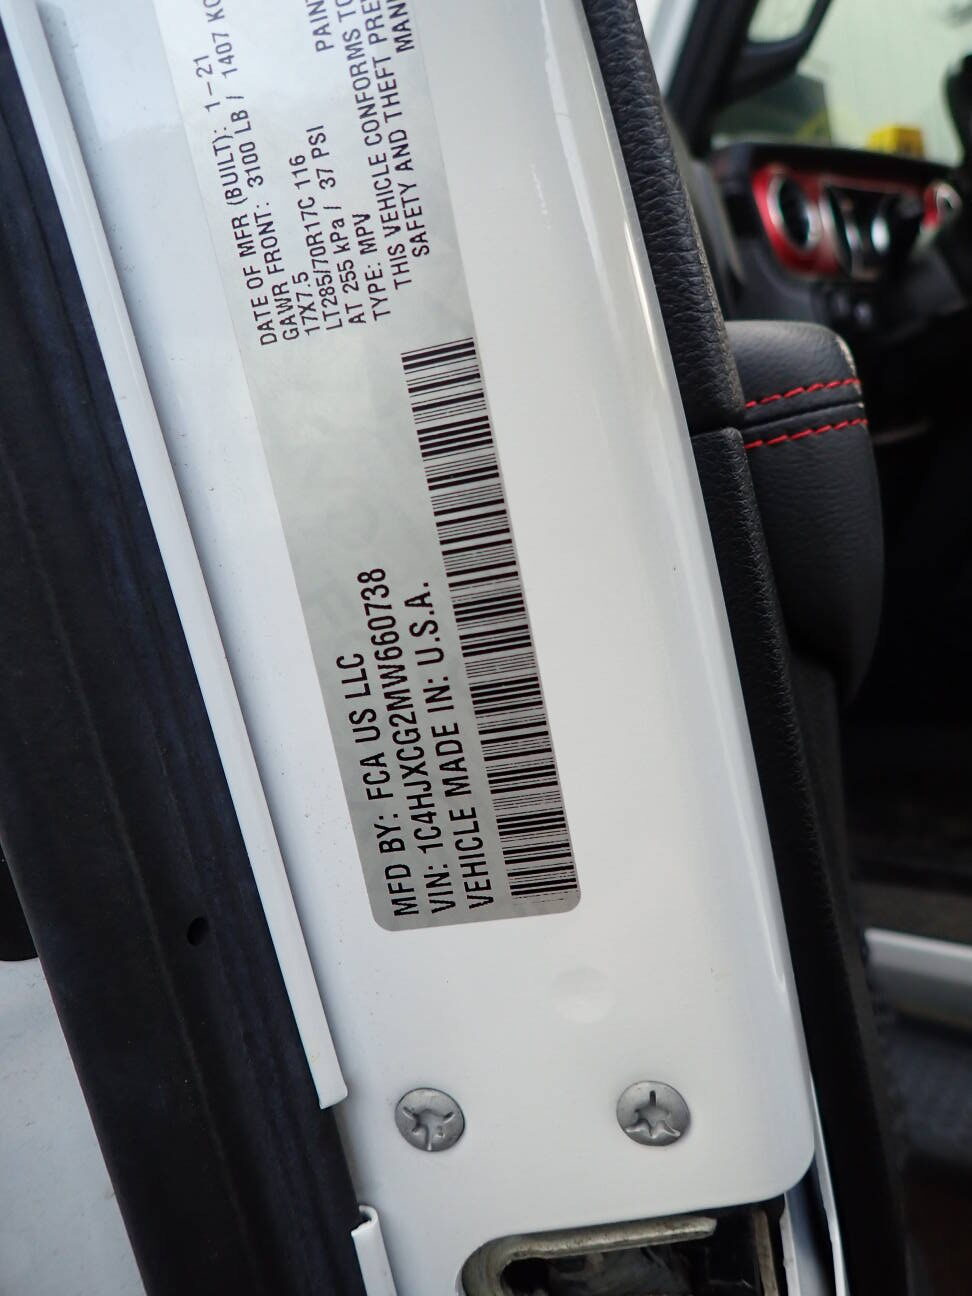 MFD BY: FCA US LLC
DATE OF MFR (BUILT): 1-21
GAWR FRONT: 3100 LB / 1407 KG
17X7.5
LT285/70R17C 116
AT 255 kPa / 37 PSI
TYPE: MPV
THIS VEHICLE CONFORMS TO
SAFETY AND THEFT
VIN: 1C4HJXCG2MW660738
VEHICLE MADE IN: U.S.A.